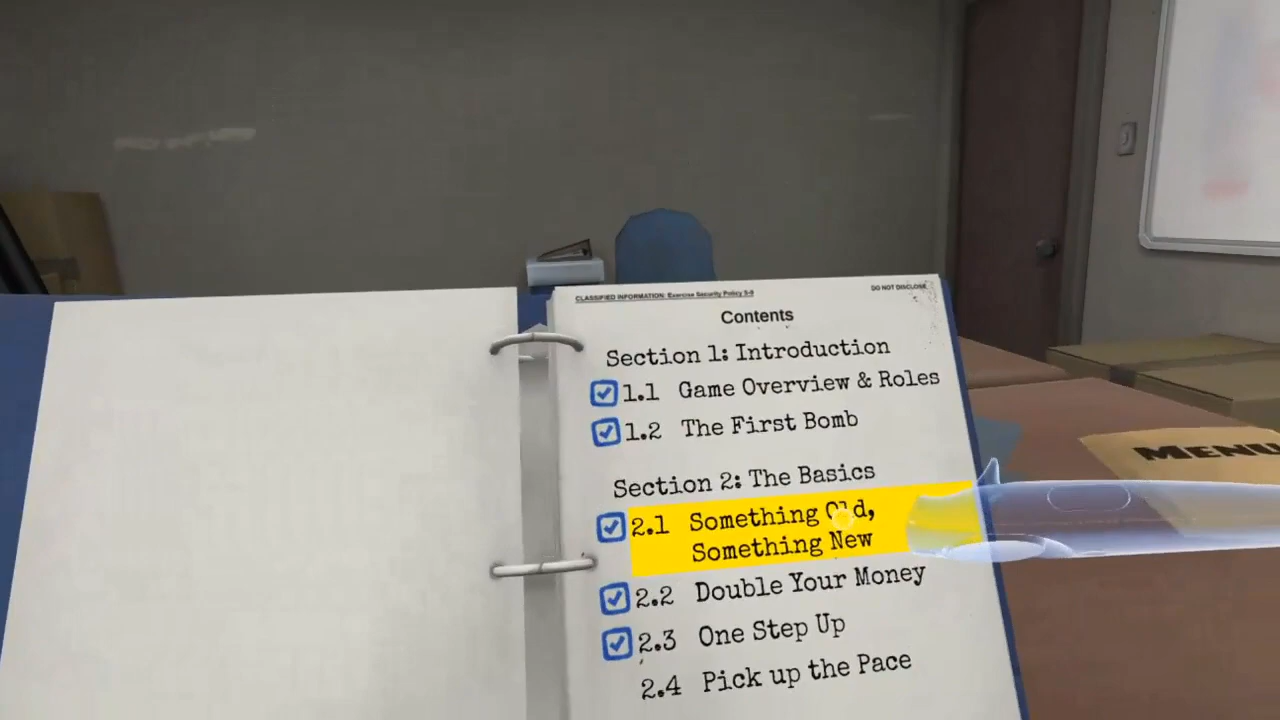 CLASSIFIED INFORMATION: Exercise Security Policy 5-9
DO NOT DISCLOSE
Contents
Section 1: Introduction
1.1 Game Overview & Roles
1.2 The First Bomb
Section 2: The Basics
2.1 Something Old,
Something New
2.2 Double Your Money
2.3 One Step Up
2.4 Pick up the Pace
MENU